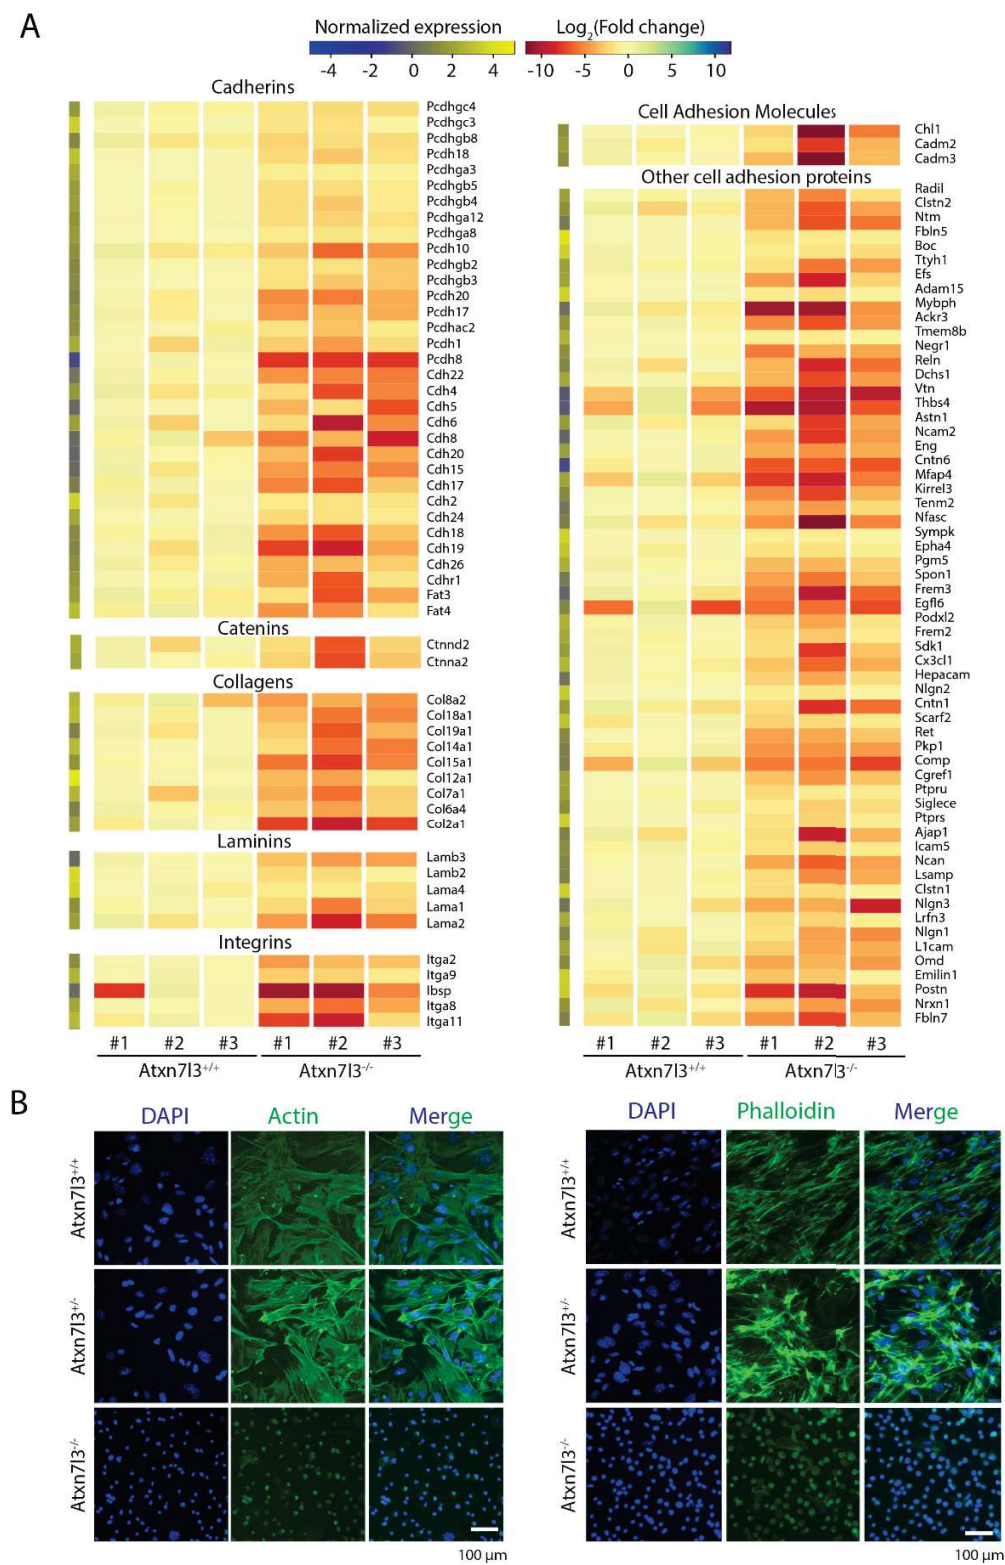 A
Normalized expression
Log2(Fold change)
-4 -2 0 2 4
-10 -5 0 5 10
Cadherins
Pcdhgc4
Pcdhgc3
Pcdhgb8
Pcdh18
Pcdhga3
Pcdhgb5
Pcdhgb4
Pcdhga12
Pcdhga8
Pcdh10
Pcdhgb2
Pcdhgb3
Pcdh20
Pcdh17
Pcdhac2
Pcdh1
Pcdh8
Cdh22
Cdh4
Cdh5
Cdh6
Cdh8
Cdh20
Cdh15
Cdh17
Cdh2
Cdh24
Cdh18
Cdh19
Cdh26
Cdhr1
Fat3
Fat4
Catenins
Ctnnd2
Ctnna2
Collagens
Col8a2
Col18a1
Col19a1
Col14a1
Col15a1
Col12a1
Col7a1
Col6a4
Col2a1
Laminins
Lamb3
Lamb2
Lama4
Lama1
Lama2
Integrins
Itga2
Itga9
Ibsp
Itga8
Itga11
#1 #2 #3 #1 #2 #3
Atxn7l3+/+ Atxn7l3-/-
Cell Adhesion Molecules
Chl1
Cadm2
Cadm3
Other cell adhesion proteins
Radil
Clstn2
Ntm
Fbln5
Boc
Ttyh1
Efs
Adam15
Mybph
Ackr3
Tmem8b
Negr1
Reln
Dchs1
Vtn
Thbs4
Astn1
Ncam2
Eng
Cntn6
Mfap4
Kirrel3
Tenm2
Nfasc
Sympk
Epha4
Pgm5
Spon1
Frem3
Egfl6
Podxl2
Frem2
Sdk1
Cx3cl1
Hepacam
Nlgn2
Cntn1
Scarf2
Ret
Pkp1
Comp
Cgref1
Ptpru
Siglece
Ptprs
Ajap1
Icam5
Ncan
Lsamp
Clstn1
Nlgn3
Lrfn3
Nlgn1
L1cam
Omd
Emilin1
Postn
Nrxn1
Fbln7
#1 #2 #3 #1 #2 #3
Atxn7l3+/+ Atxn7l3-/-
B
DAPI Actin Merge
Atxn7l3+/+
Atxn7l3+/-
Atxn7l3-/-
100 µm
DAPI Phalloidin Merge
Atxn7l3+/+
Atxn7l3+/-
Atxn7l3-/-
100 µm